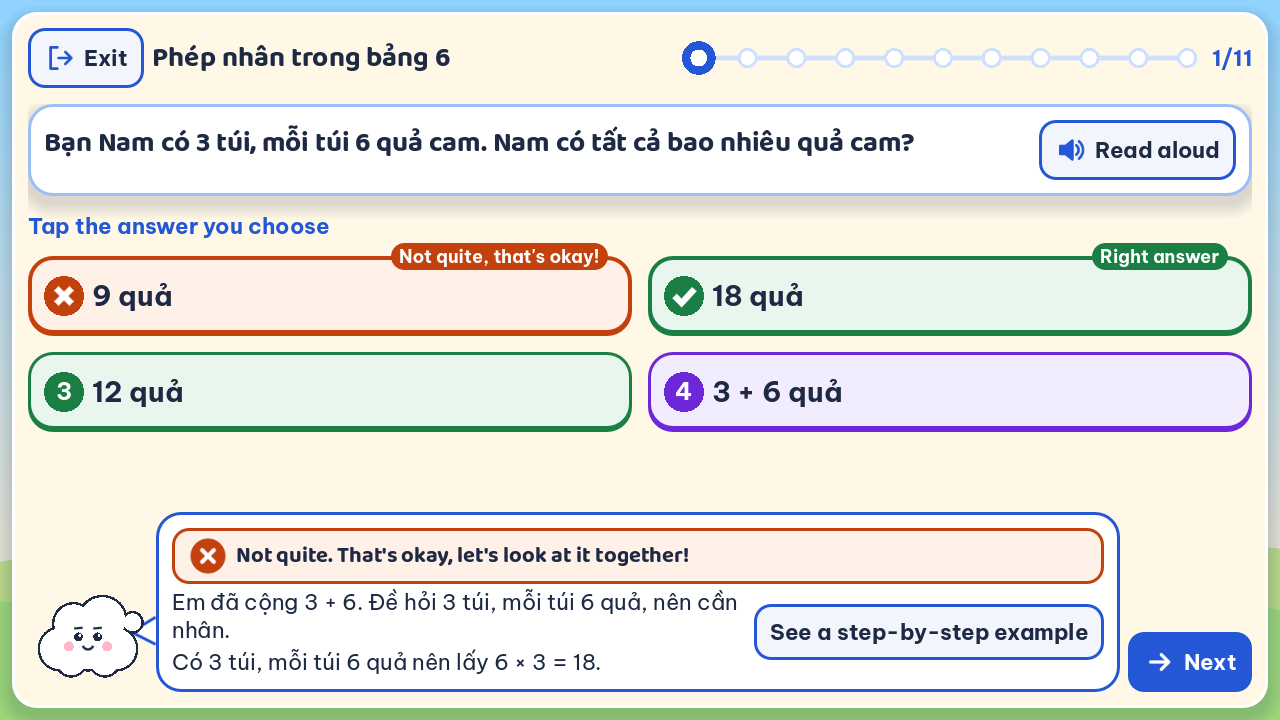 Exit
Phép nhân trong bảng 6
1/11
Bạn Nam có 3 túi, mỗi túi 6 quả cam. Nam có tất cả bao nhiêu quả cam?
Read aloud
Tap the answer you choose
Not quite, that's okay!
9 quả
Right answer
18 quả
3
12 quả
4
3 + 6 quả
Not quite. That's okay, let's look at it together!
Em đã cộng 3 + 6. Đề hỏi 3 túi, mỗi túi 6 quả, nên cần
nhân.
Có 3 túi, mỗi túi 6 quả nên lấy 6 × 3 = 18.
See a step-by-step example
Next